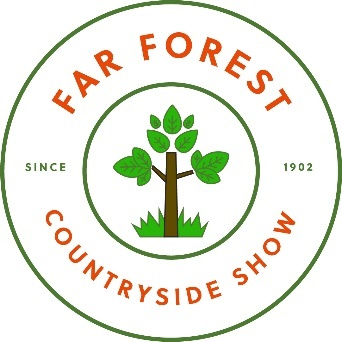 FAR FOREST
SINCE
1902
COUNTRYSIDE SHOW